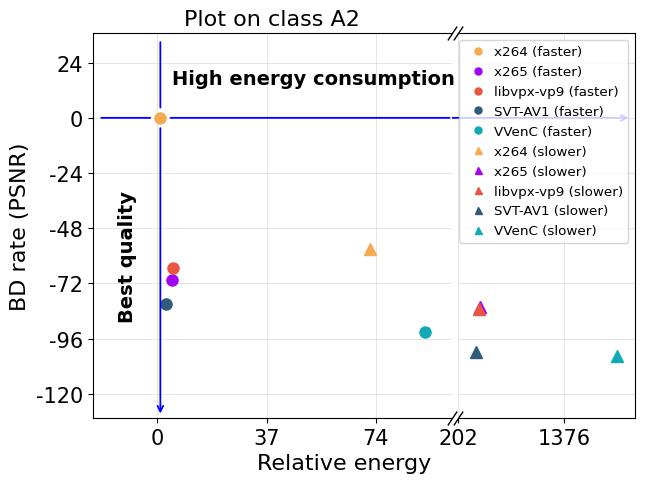 Plot on class A2
24
0
-24
-48
-72
-96
-120
BD rate (PSNR)
High energy consumption
Best quality
x264 (faster)
x265 (faster)
libvpx-vp9 (faster)
SVT-AV1 (faster)
VVenC (faster)
x264 (slower)
x265 (slower)
libvpx-vp9 (slower)
SVT-AV1 (slower)
VVenC (slower)
0 37 74 202 1376
Relative energy